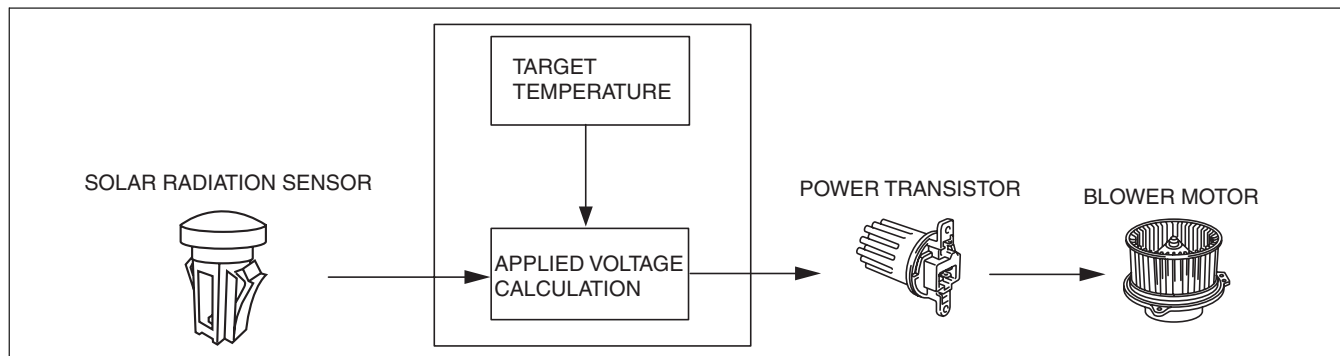 TARGET
TEMPERATURE
SOLAR RADIATION SENSOR
POWER TRANSISTOR
BLOWER MOTOR
APPLIED VOLTAGE
CALCULATION